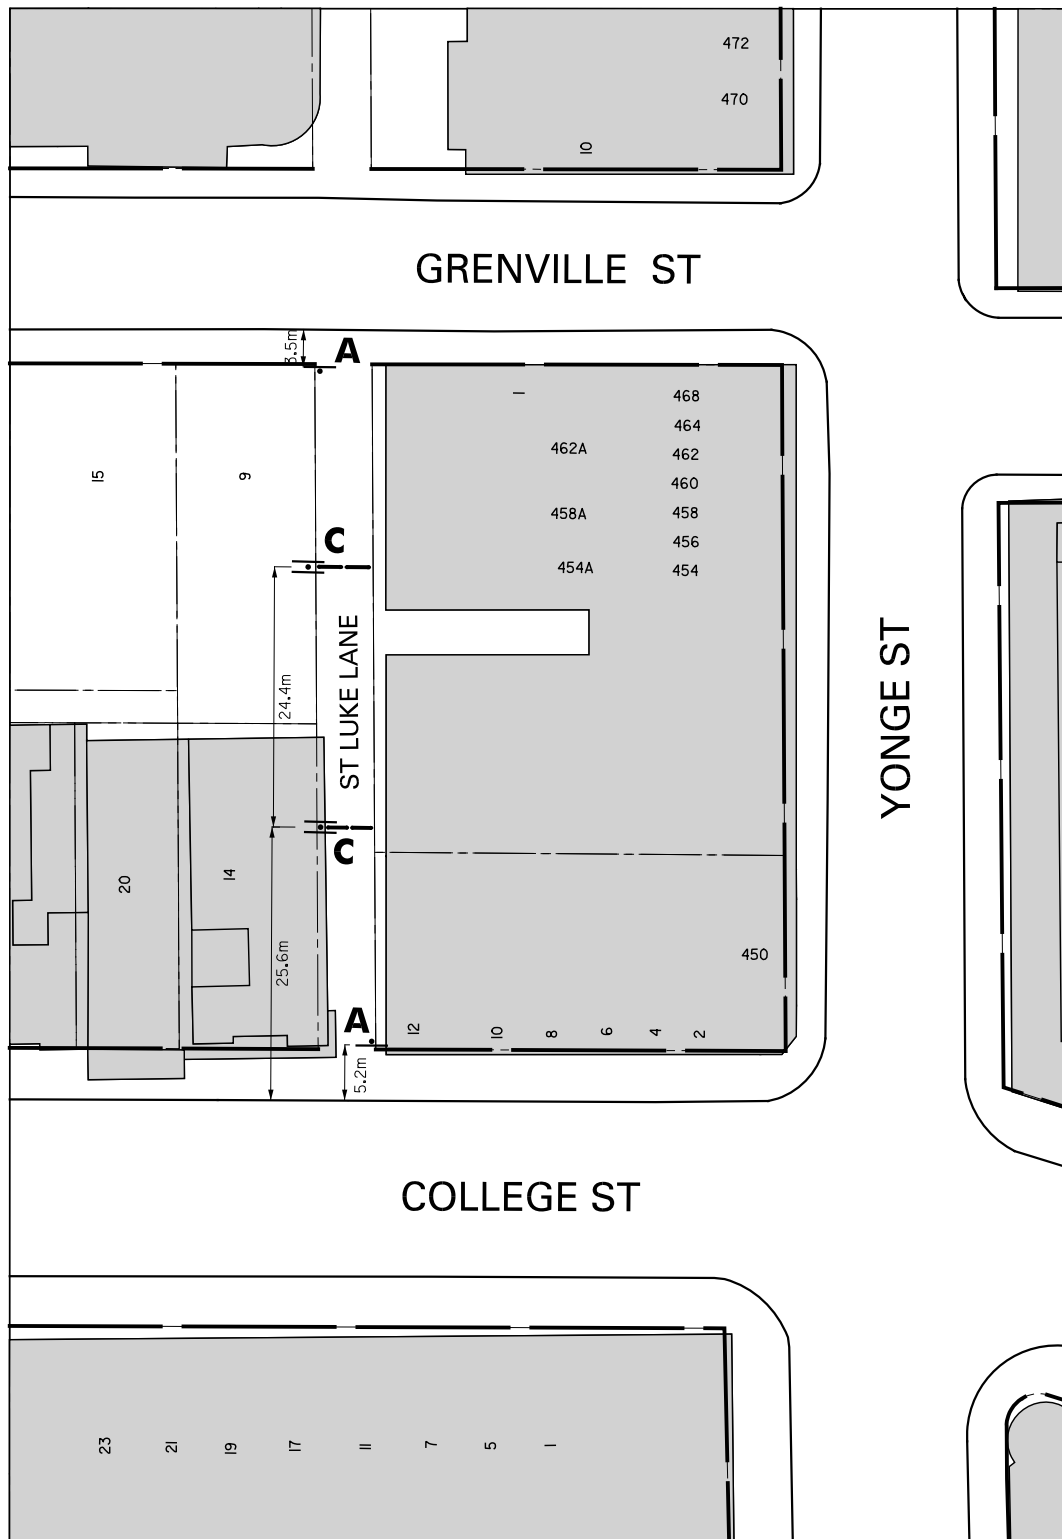 472
470
10
GRENVILLE ST
3.5m
A
1
468
464
462A
462
15
9
460
458A
458
C
456
454A
454
ST LUKE LANE
24.4m
YONGE ST
C
20
14
25.6m
450
A
12
10
8
6
4
2
5.2m
COLLEGE ST
23
21
19
17
11
7
5
1